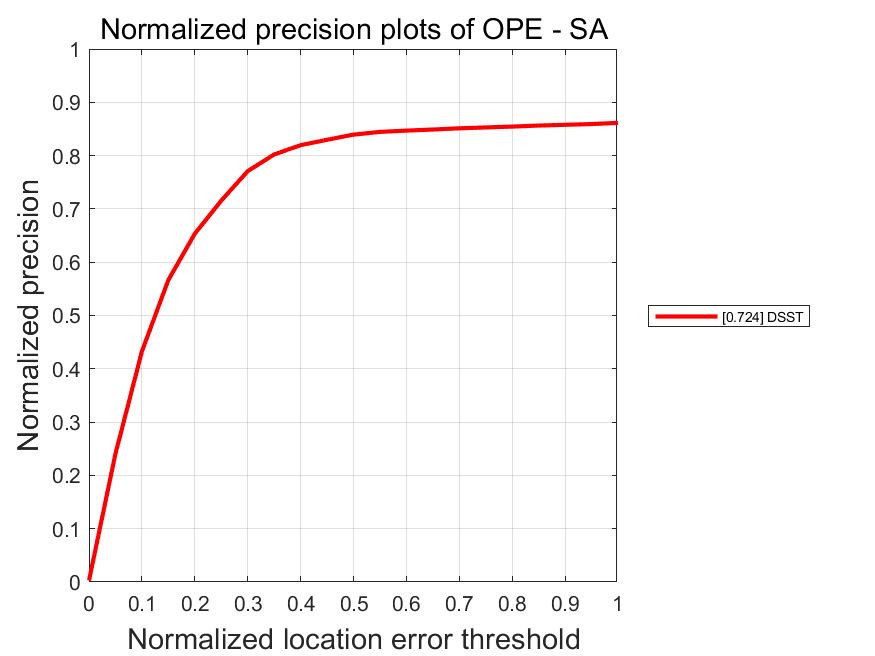 Normalized precision plots of OPE - SA
1
0.9
0.8
0.7
0.6
0.5
0.4
0.3
0.2
0.1
0
Normalized precision
0 0.1 0.2 0.3 0.4 0.5 0.6 0.7 0.8 0.9 1
Normalized location error threshold
[0.724] DSST